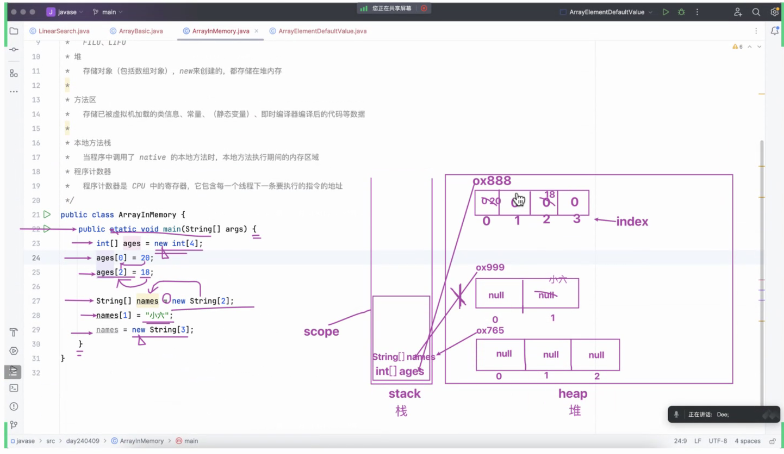 javase
main
您正在共享屏幕
ArrayElementDefaultValue
LinearSearch.java
ArrayBasic.java
ArrayInMemory.java
ArrayElementDefaultValue.java
9 * FILO、LIFO
10 * 堆
11 * 存储对象（包括数组对象），new来创建的，都存储在堆内存
12 *
13 * 方法区
14 * 存储已被虚拟机加载的类信息、常量、（静态变量），即时编译器编译后的代码等数据
15 *
16 * 本地方法栈
17 * 当程序中调用了 native 的本地方法时，本地方法执行期间的内存区域
18 * 程序计数器
19 * 程序计数器是 CPU 中的寄存器，它包含每一个线程下一条要执行的指令的地址
20 */
21 public class ArrayInMemory {
22 public static void main(String[] args) {
23 int[] ages = new int[4];
24 ages[0] = 20;
25 ages[2] = 18;
26
27 String[] names = new String[2];
28 names[1] = "小六";
29 names = new String[3];
30 }
31 }
32
6
ox888
18
0 20 0 0 0
0 1 2 3
index
ox999
小六
null null
0 1
ox765
null null null
0 1 2
scope
String[] names
int[] ages
stack
栈
heap
堆
正在讲话: Dee;
javase > src > day240409 > ArrayInMemory > main
24:9 LF UTF-8 4 spaces